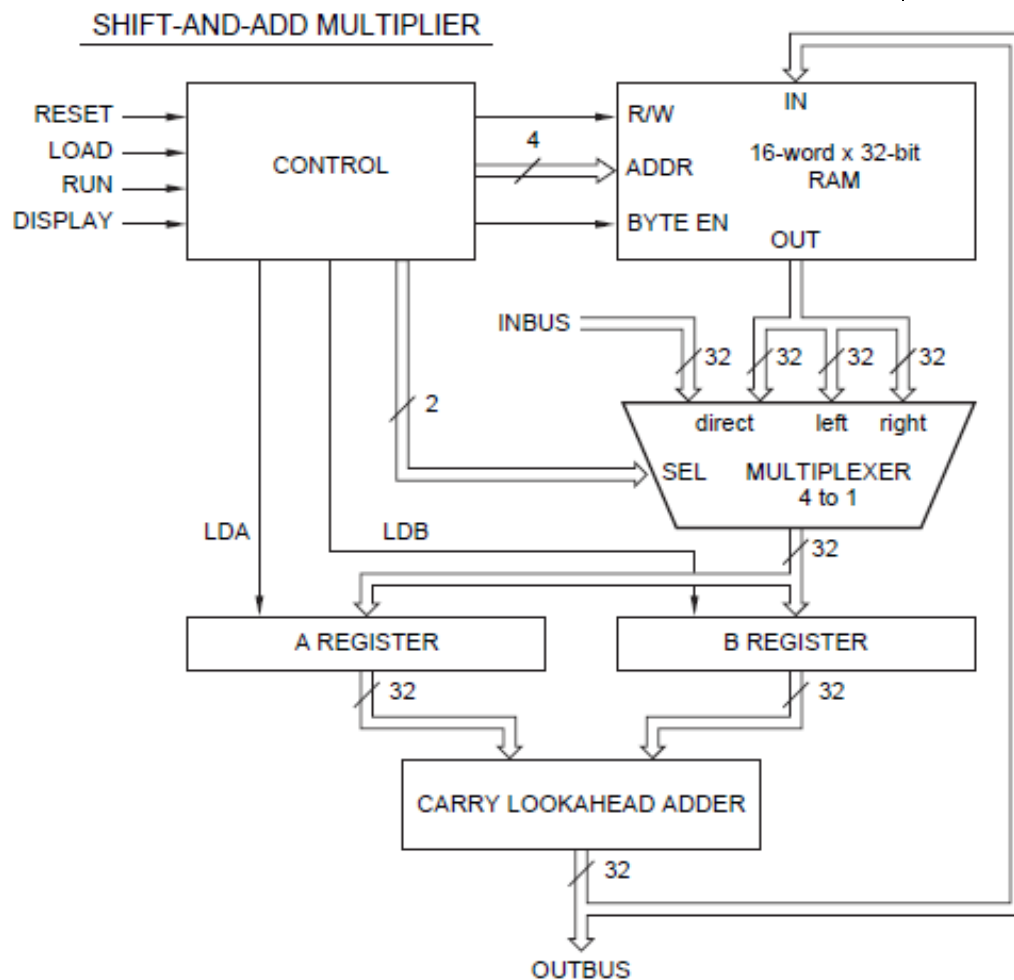 SHIFT-AND-ADD MULTIPLIER
RESET
LOAD
RUN
DISPLAY
CONTROL
4
R/W
ADDR
BYTE EN
IN
16-word x 32-bit
RAM
OUT
INBUS
32
32
32
32
2
direct
left
right
SEL
MULTIPLEXER
4 to 1
LDA
LDB
32
A REGISTER
B REGISTER
32
32
CARRY LOOKAHEAD ADDER
32
OUTBUS